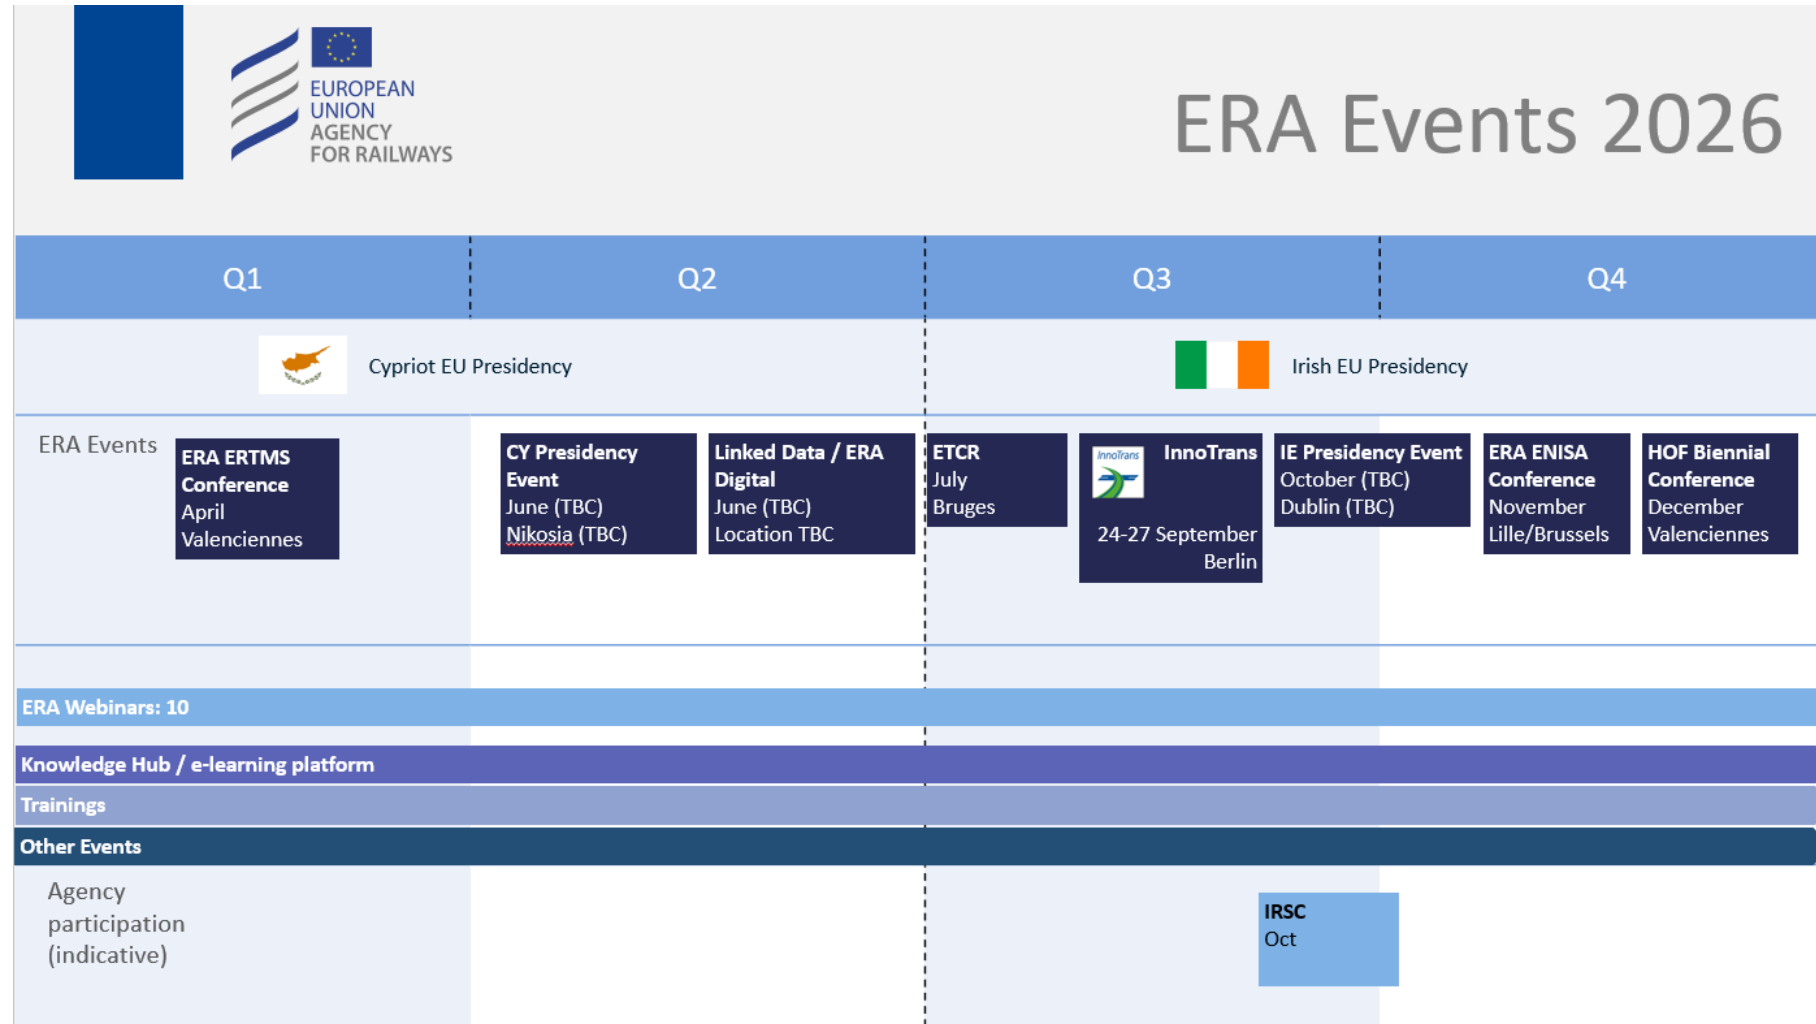 EUROPEAN
UNION
AGENCY
FOR RAILWAYS
ERA Events 2026
Q1
Q2
Q3
Q4
Cypriot EU Presidency
Irish EU Presidency
ERA Events
ERA ERTMS
Conference
April
Valenciennes
CY Presidency
Event
June (TBC)
Nikosia (TBC)
Linked Data / ERA
Digital
June (TBC)
Location TBC
ETCR
July
Bruges
InnoTrans
InnoTrans
24-27 September
Berlin
IE Presidency Event
October (TBC)
Dublin (TBC)
ERA ENISA
Conference
November
Lille/Brussels
HOF Biennial
Conference
December
Valenciennes
ERA Webinars: 10
Knowledge Hub / e-learning platform
Trainings
Other Events
Agency
participation
(indicative)
IRSC
Oct